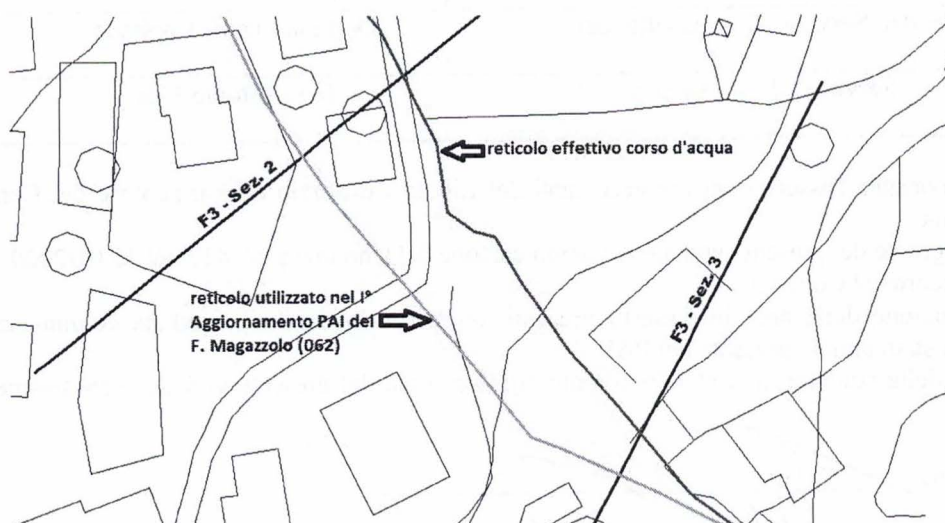 reticolo effettivo corso d'acqua
F3 - Sez. 2
F3 - Sez. 3
reticolo utilizzato nel I°
Aggiornamento PAI del
F. Magazzolo (062)